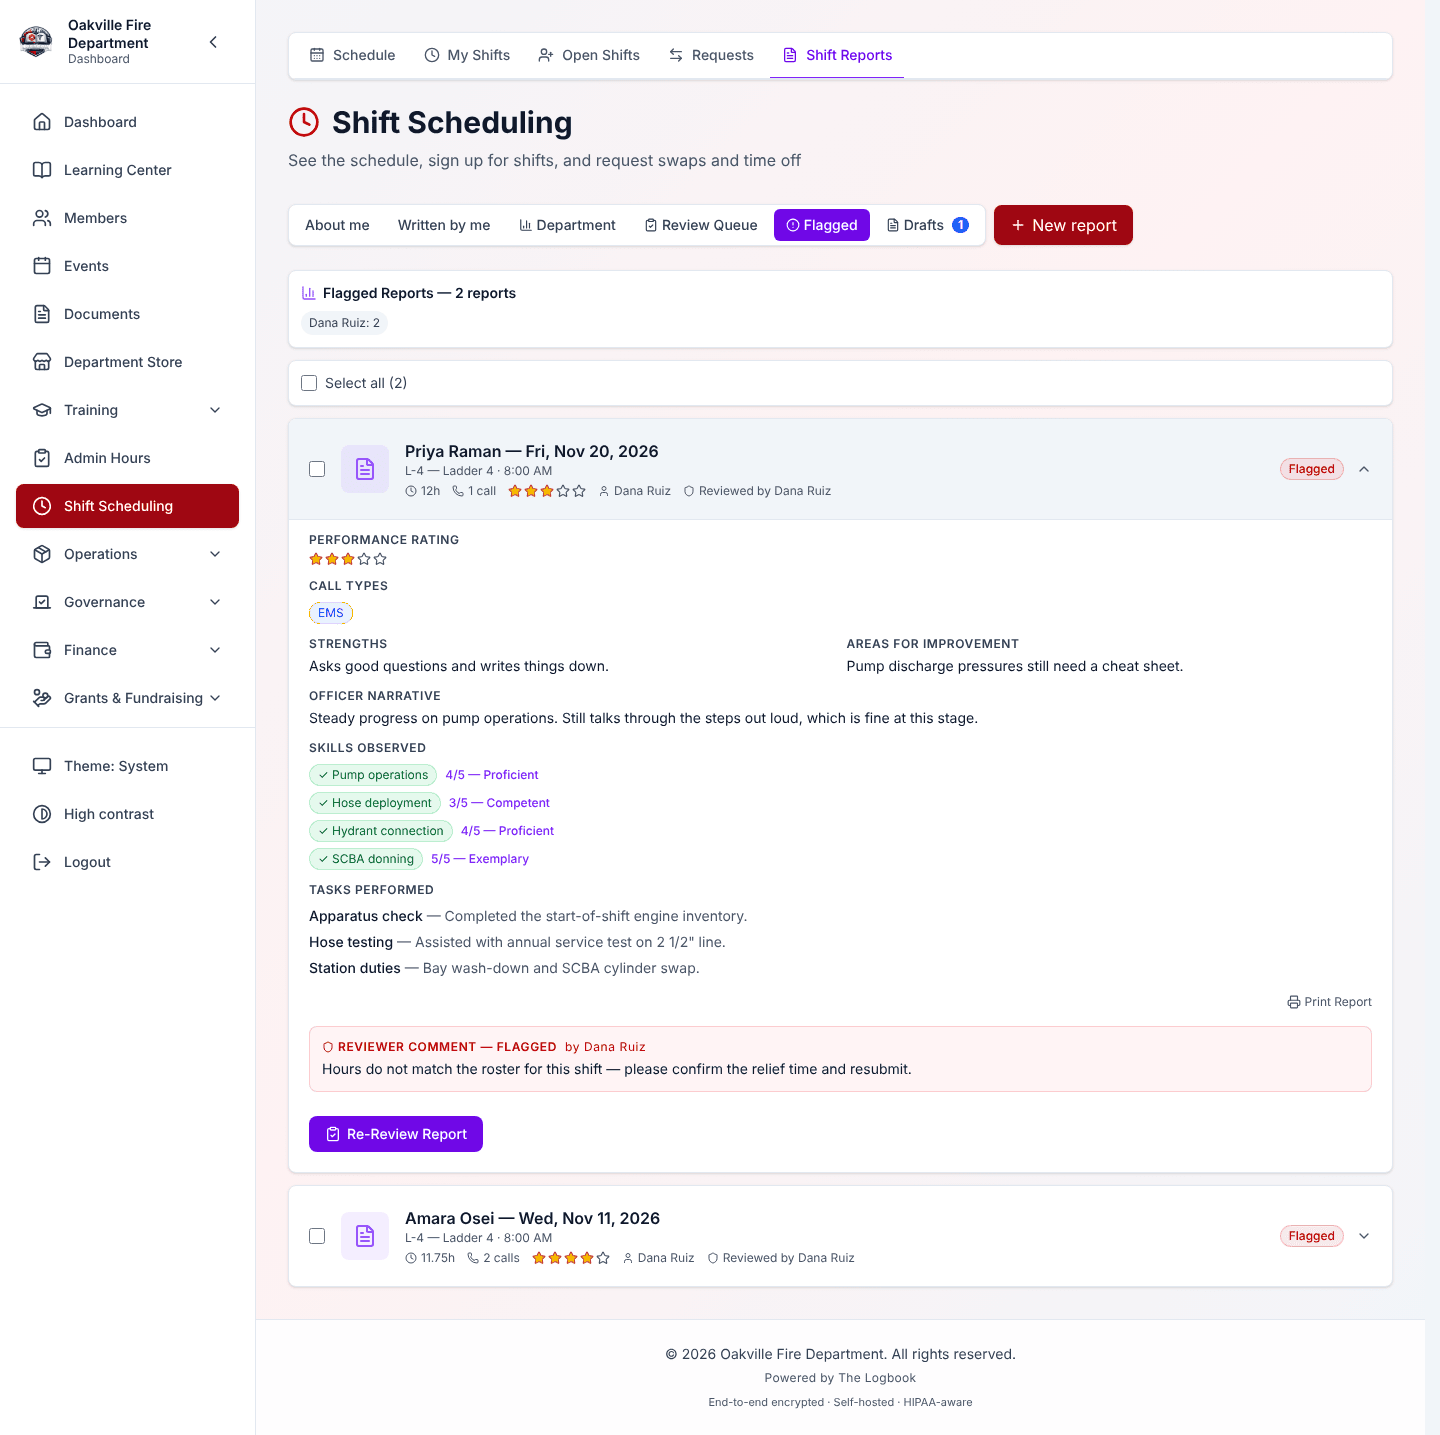 Oakville Fire
Department
Dashboard
Dashboard
Learning Center
Members
Events
Documents
Department Store
Training
Admin Hours
Shift Scheduling
Operations
Governance
Finance
Grants & Fundraising
Theme: System
High contrast
Logout
Schedule
My Shifts
Open Shifts
Requests
Shift Reports
Shift Scheduling
See the schedule, sign up for shifts, and request swaps and time off
About me
Written by me
Department
Review Queue
Flagged
Drafts 1
+ New report
Flagged Reports — 2 reports
Dana Ruiz: 2
Select all (2)
Priya Raman — Fri, Nov 20, 2026
L-4 — Ladder 4 · 8:00 AM
12h 1 call Dana Ruiz Reviewed by Dana Ruiz
Flagged
PERFORMANCE RATING
CALL TYPES
EMS
STRENGTHS
Asks good questions and writes things down.
AREAS FOR IMPROVEMENT
Pump discharge pressures still need a cheat sheet.
OFFICER NARRATIVE
Steady progress on pump operations. Still talks through the steps out loud, which is fine at this stage.
SKILLS OBSERVED
✓ Pump operations 4/5 — Proficient
✓ Hose deployment 3/5 — Competent
✓ Hydrant connection 4/5 — Proficient
✓ SCBA donning 5/5 — Exemplary
TASKS PERFORMED
Apparatus check — Completed the start-of-shift engine inventory.
Hose testing — Assisted with annual service test on 2 1/2" line.
Station duties — Bay wash-down and SCBA cylinder swap.
Print Report
REVIEWER COMMENT — FLAGGED by Dana Ruiz
Hours do not match the roster for this shift — please confirm the relief time and resubmit.
Re-Review Report
Amara Osei — Wed, Nov 11, 2026
L-4 — Ladder 4 · 8:00 AM
11.75h 2 calls Dana Ruiz Reviewed by Dana Ruiz
Flagged
© 2026 Oakville Fire Department. All rights reserved.
Powered by The Logbook
End-to-end encrypted · Self-hosted · HIPAA-aware